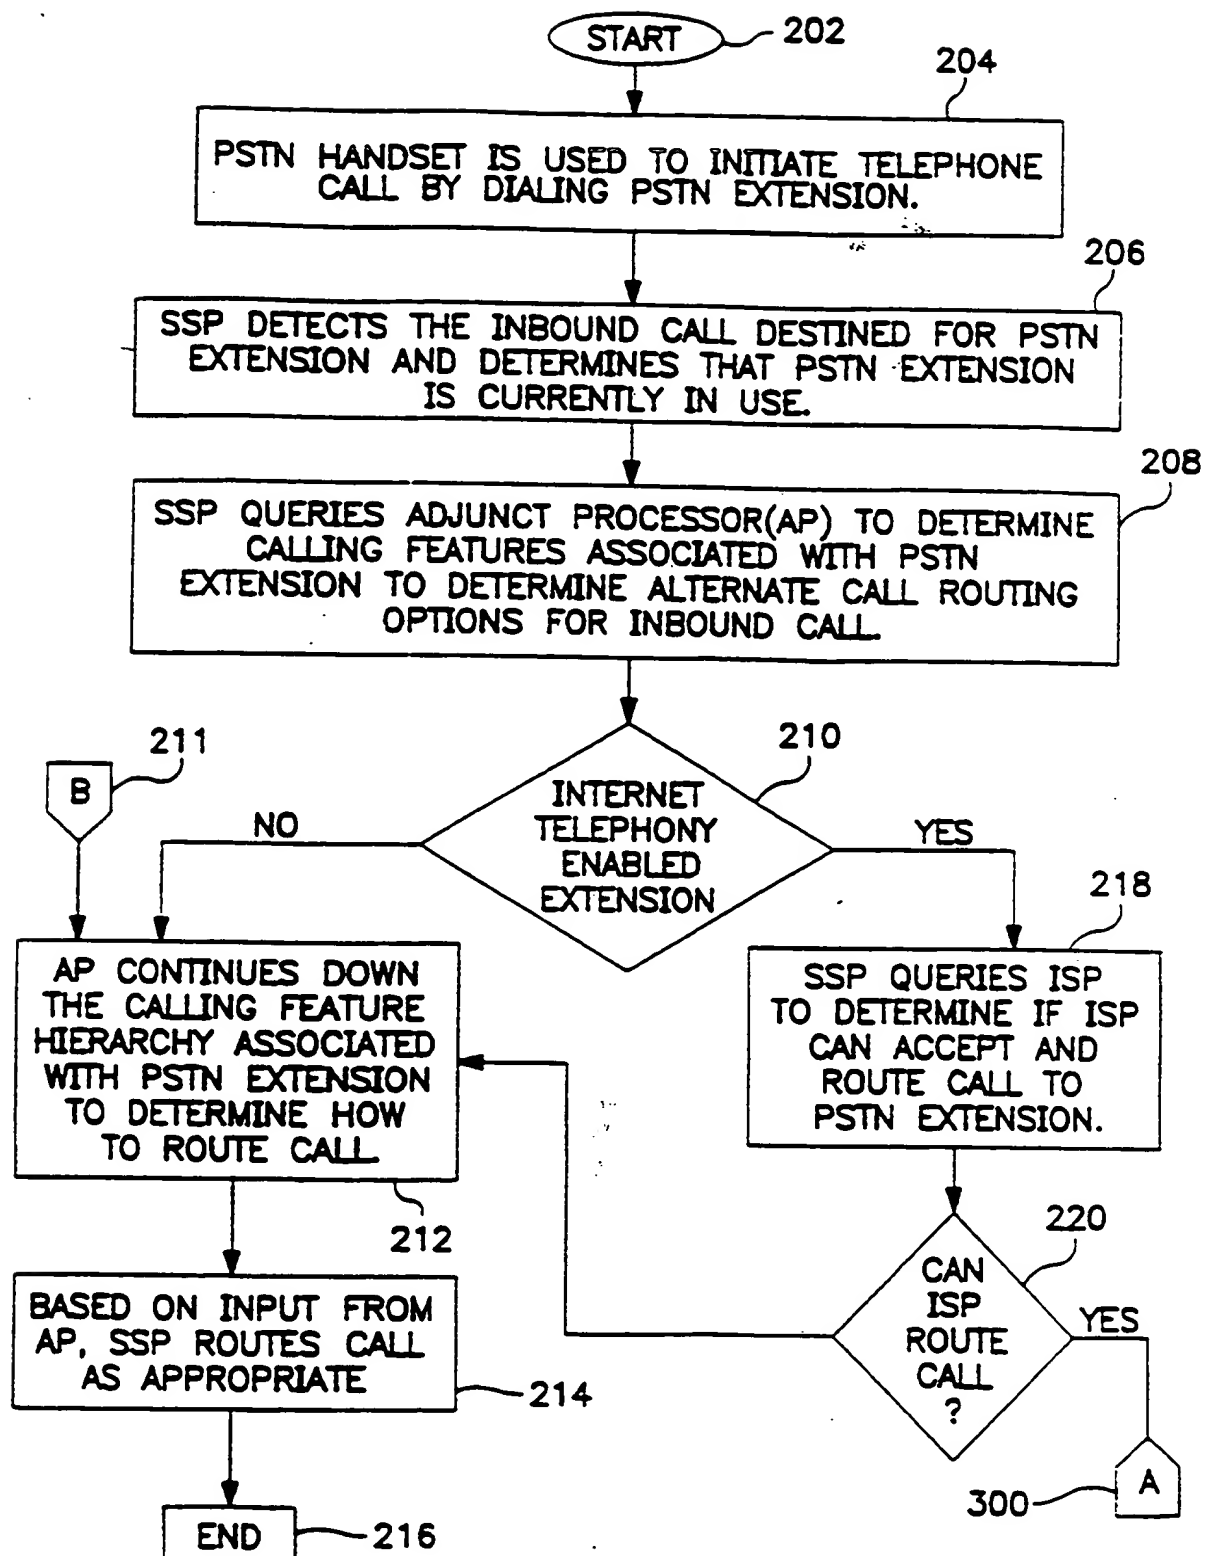 START
202
204
PSTN HANDSET IS USED TO INITIATE TELEPHONE
CALL BY DIALING PSTN EXTENSION.
206
SSP DETECTS THE INBOUND CALL DESTINED FOR PSTN
EXTENSION AND DETERMINES THAT PSTN EXTENSION
IS CURRENTLY IN USE.
208
SSP QUERIES ADJUNCT PROCESSOR(AP) TO DETERMINE
CALLING FEATURES ASSOCIATED WITH PSTN
EXTENSION TO DETERMINE ALTERNATE CALL ROUTING
OPTIONS FOR INBOUND CALL.
211
B
210
INTERNET
TELEPHONY
ENABLED
EXTENSION
NO
YES
218
AP CONTINUES DOWN
THE CALLING FEATURE
HIERARCHY ASSOCIATED
WITH PSTN EXTENSION
TO DETERMINE HOW
TO ROUTE CALL
212
SSP QUERIES ISP
TO DETERMINE IF ISP
CAN ACCEPT AND
ROUTE CALL TO
PSTN EXTENSION.
220
CAN
ISP
ROUTE
CALL
?
YES
BASED ON INPUT FROM
AP, SSP ROUTES CALL
AS APPROPRIATE
214
A
300
END
216